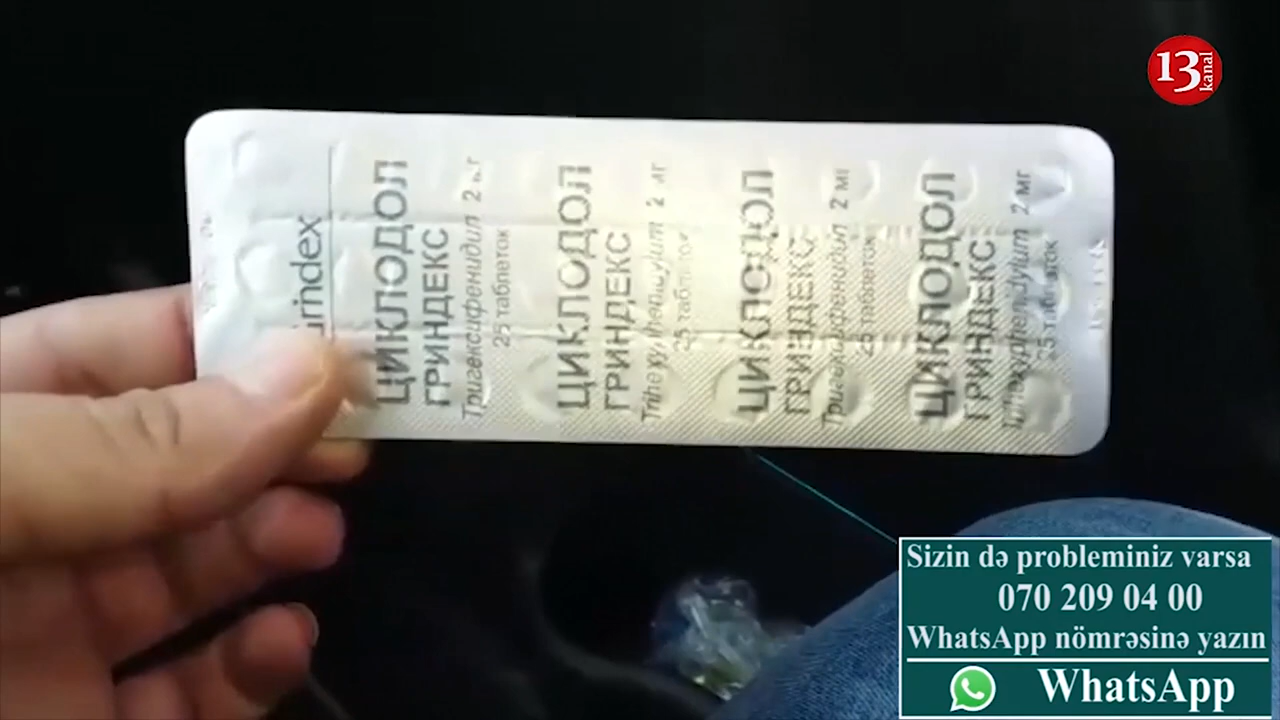 13
kanal
Grindex
ЦИКЛОДОЛ
ГРИНДЕКС
Тригексифенидил 2 мг
25 таблеток
ЦИКЛОДОЛ
ГРИНДЕКС
Trihexyphenidylum 2 мг
25 таблеток
ЦИКЛОДОЛ
ГРИНДЕКС
Тригексифенидил 2 мг
25 таблеток
ЦИКЛОДОЛ
ГРИНДЕКС
Trihexyphenidylum 2 мг
25 таблеток
Sizin də probleminiz varsa
070 209 04 00
WhatsApp nömrəsinə yazın
WhatsApp